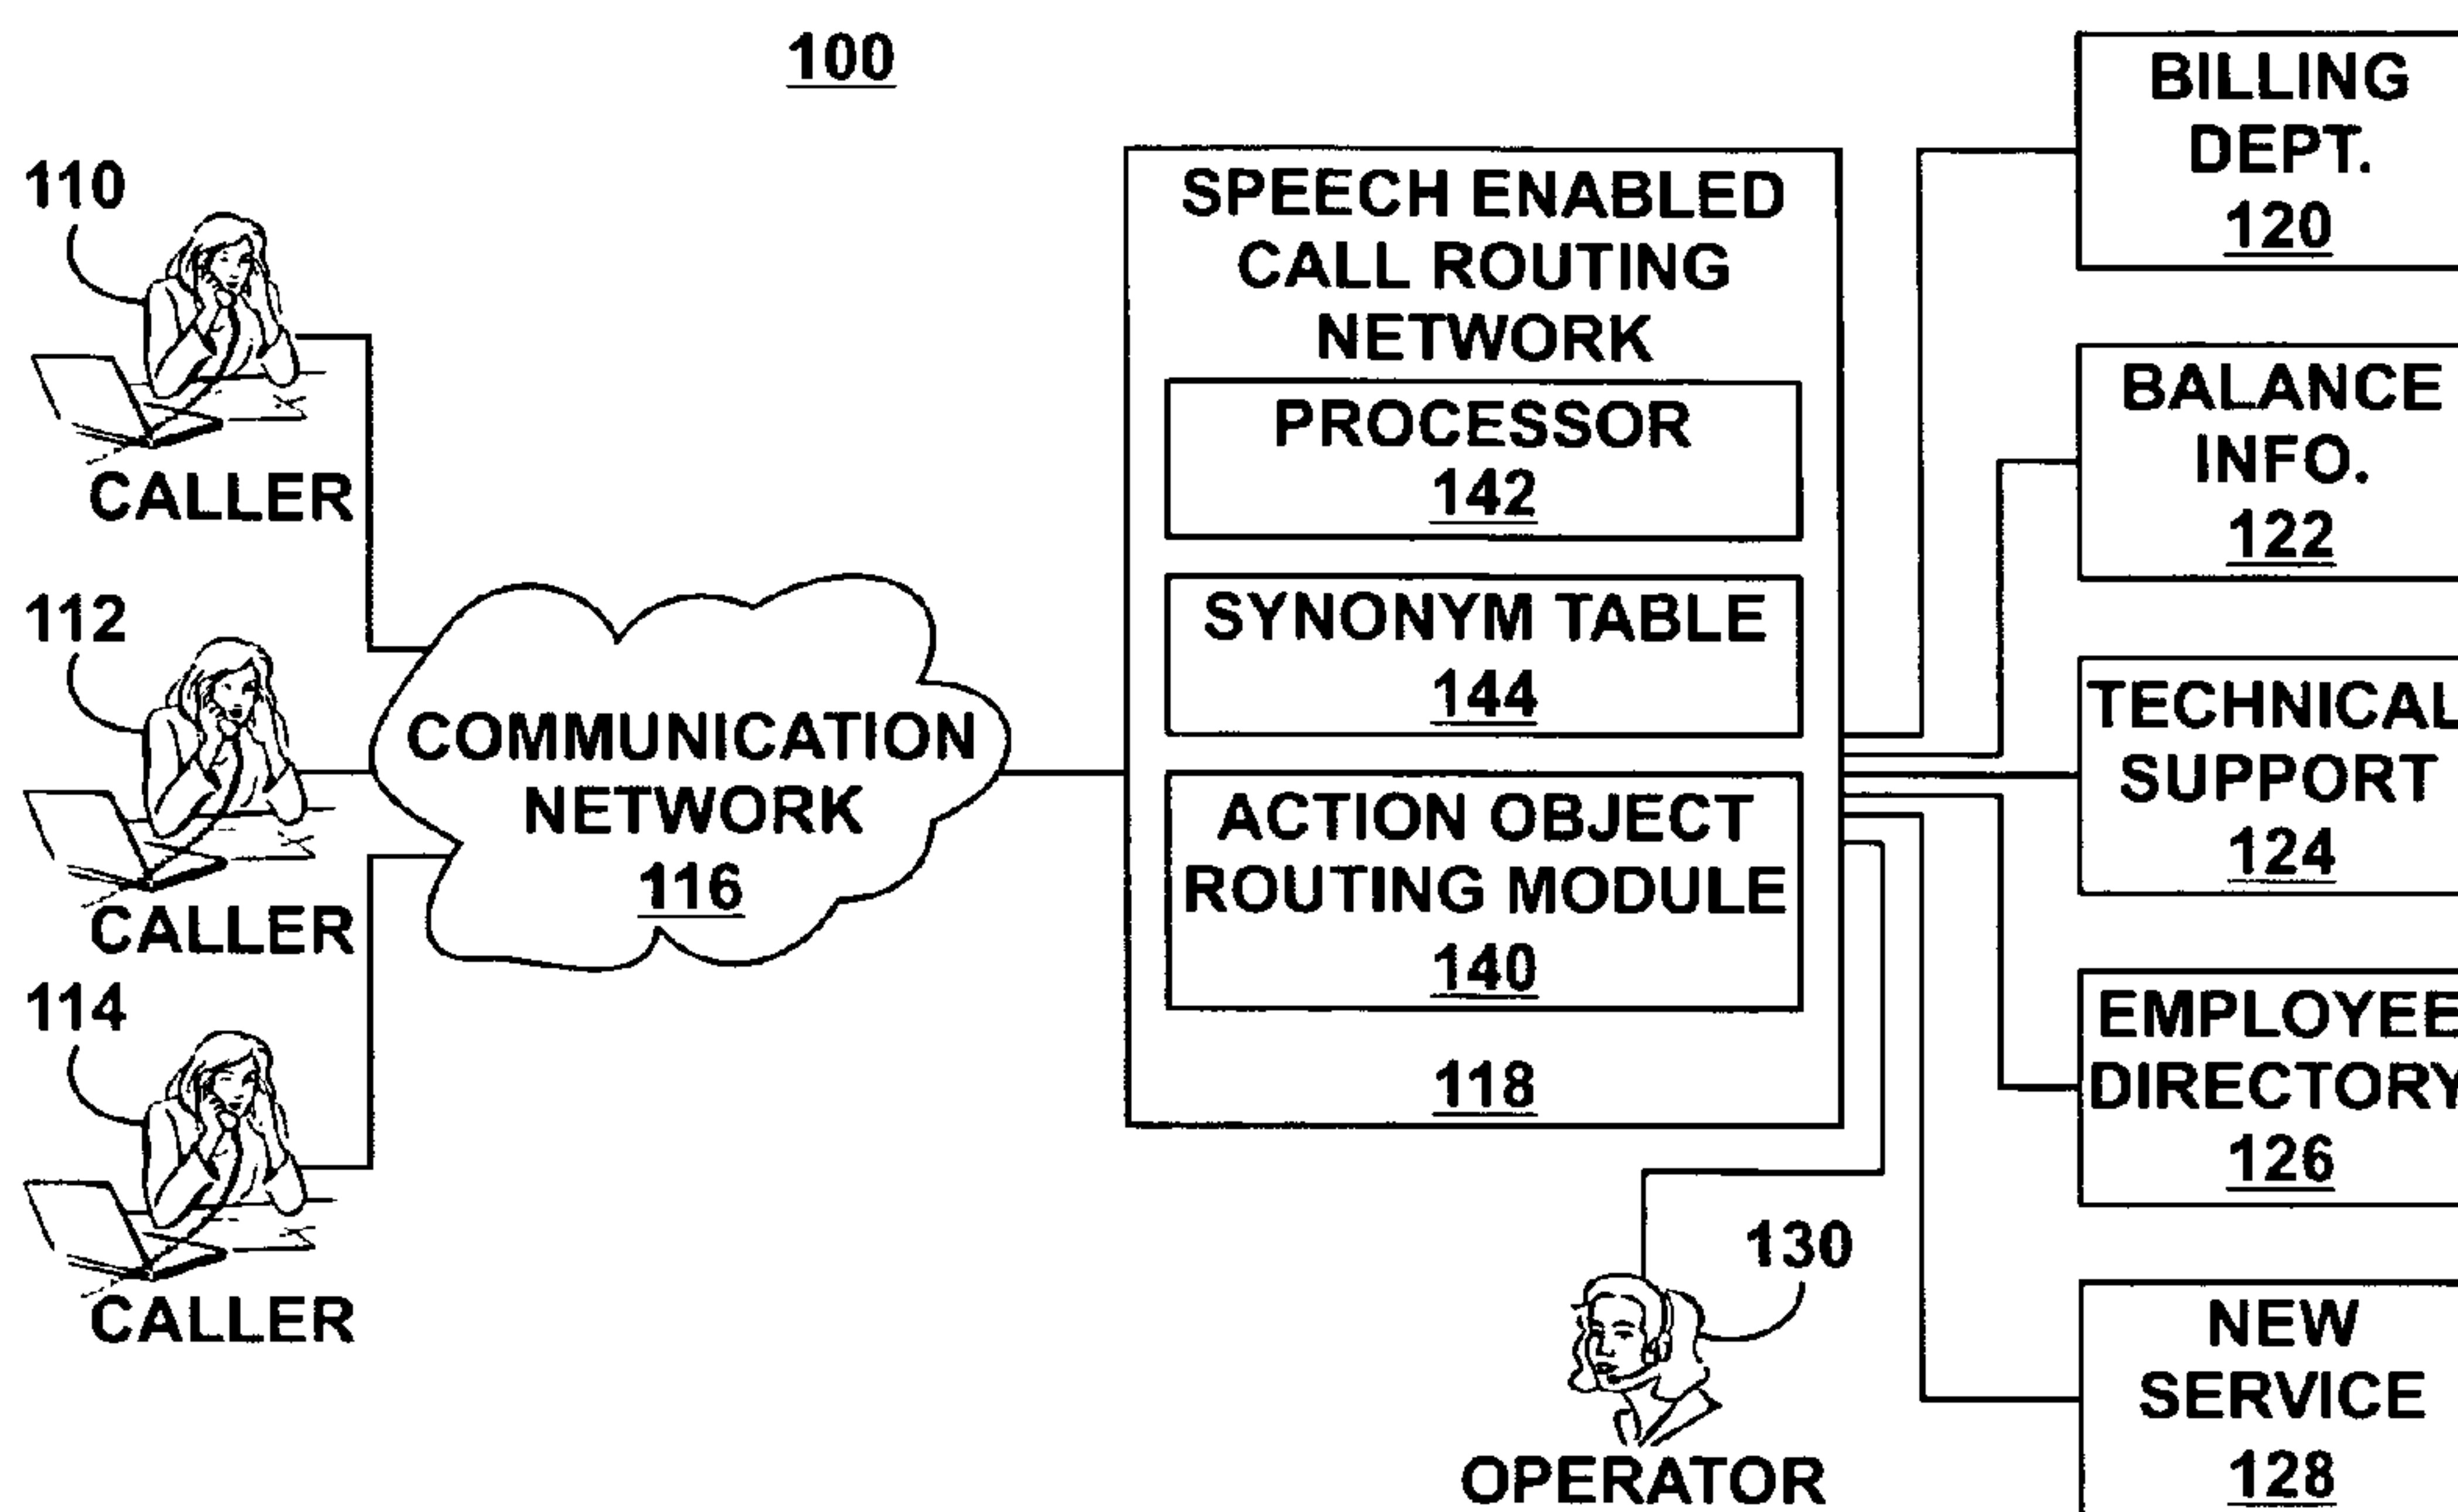 100
110
CALLER
112
CALLER
114
CALLER
COMMUNICATION
NETWORK
116
SPEECH ENABLED
CALL ROUTING
NETWORK
PROCESSOR
142
SYNONYM TABLE
144
ACTION OBJECT
ROUTING MODULE
140
118
130
OPERATOR
BILLING
DEPT.
120
BALANCE
INFO.
122
TECHNICAL
SUPPORT
124
EMPLOYEE
DIRECTORY
126
NEW
SERVICE
128